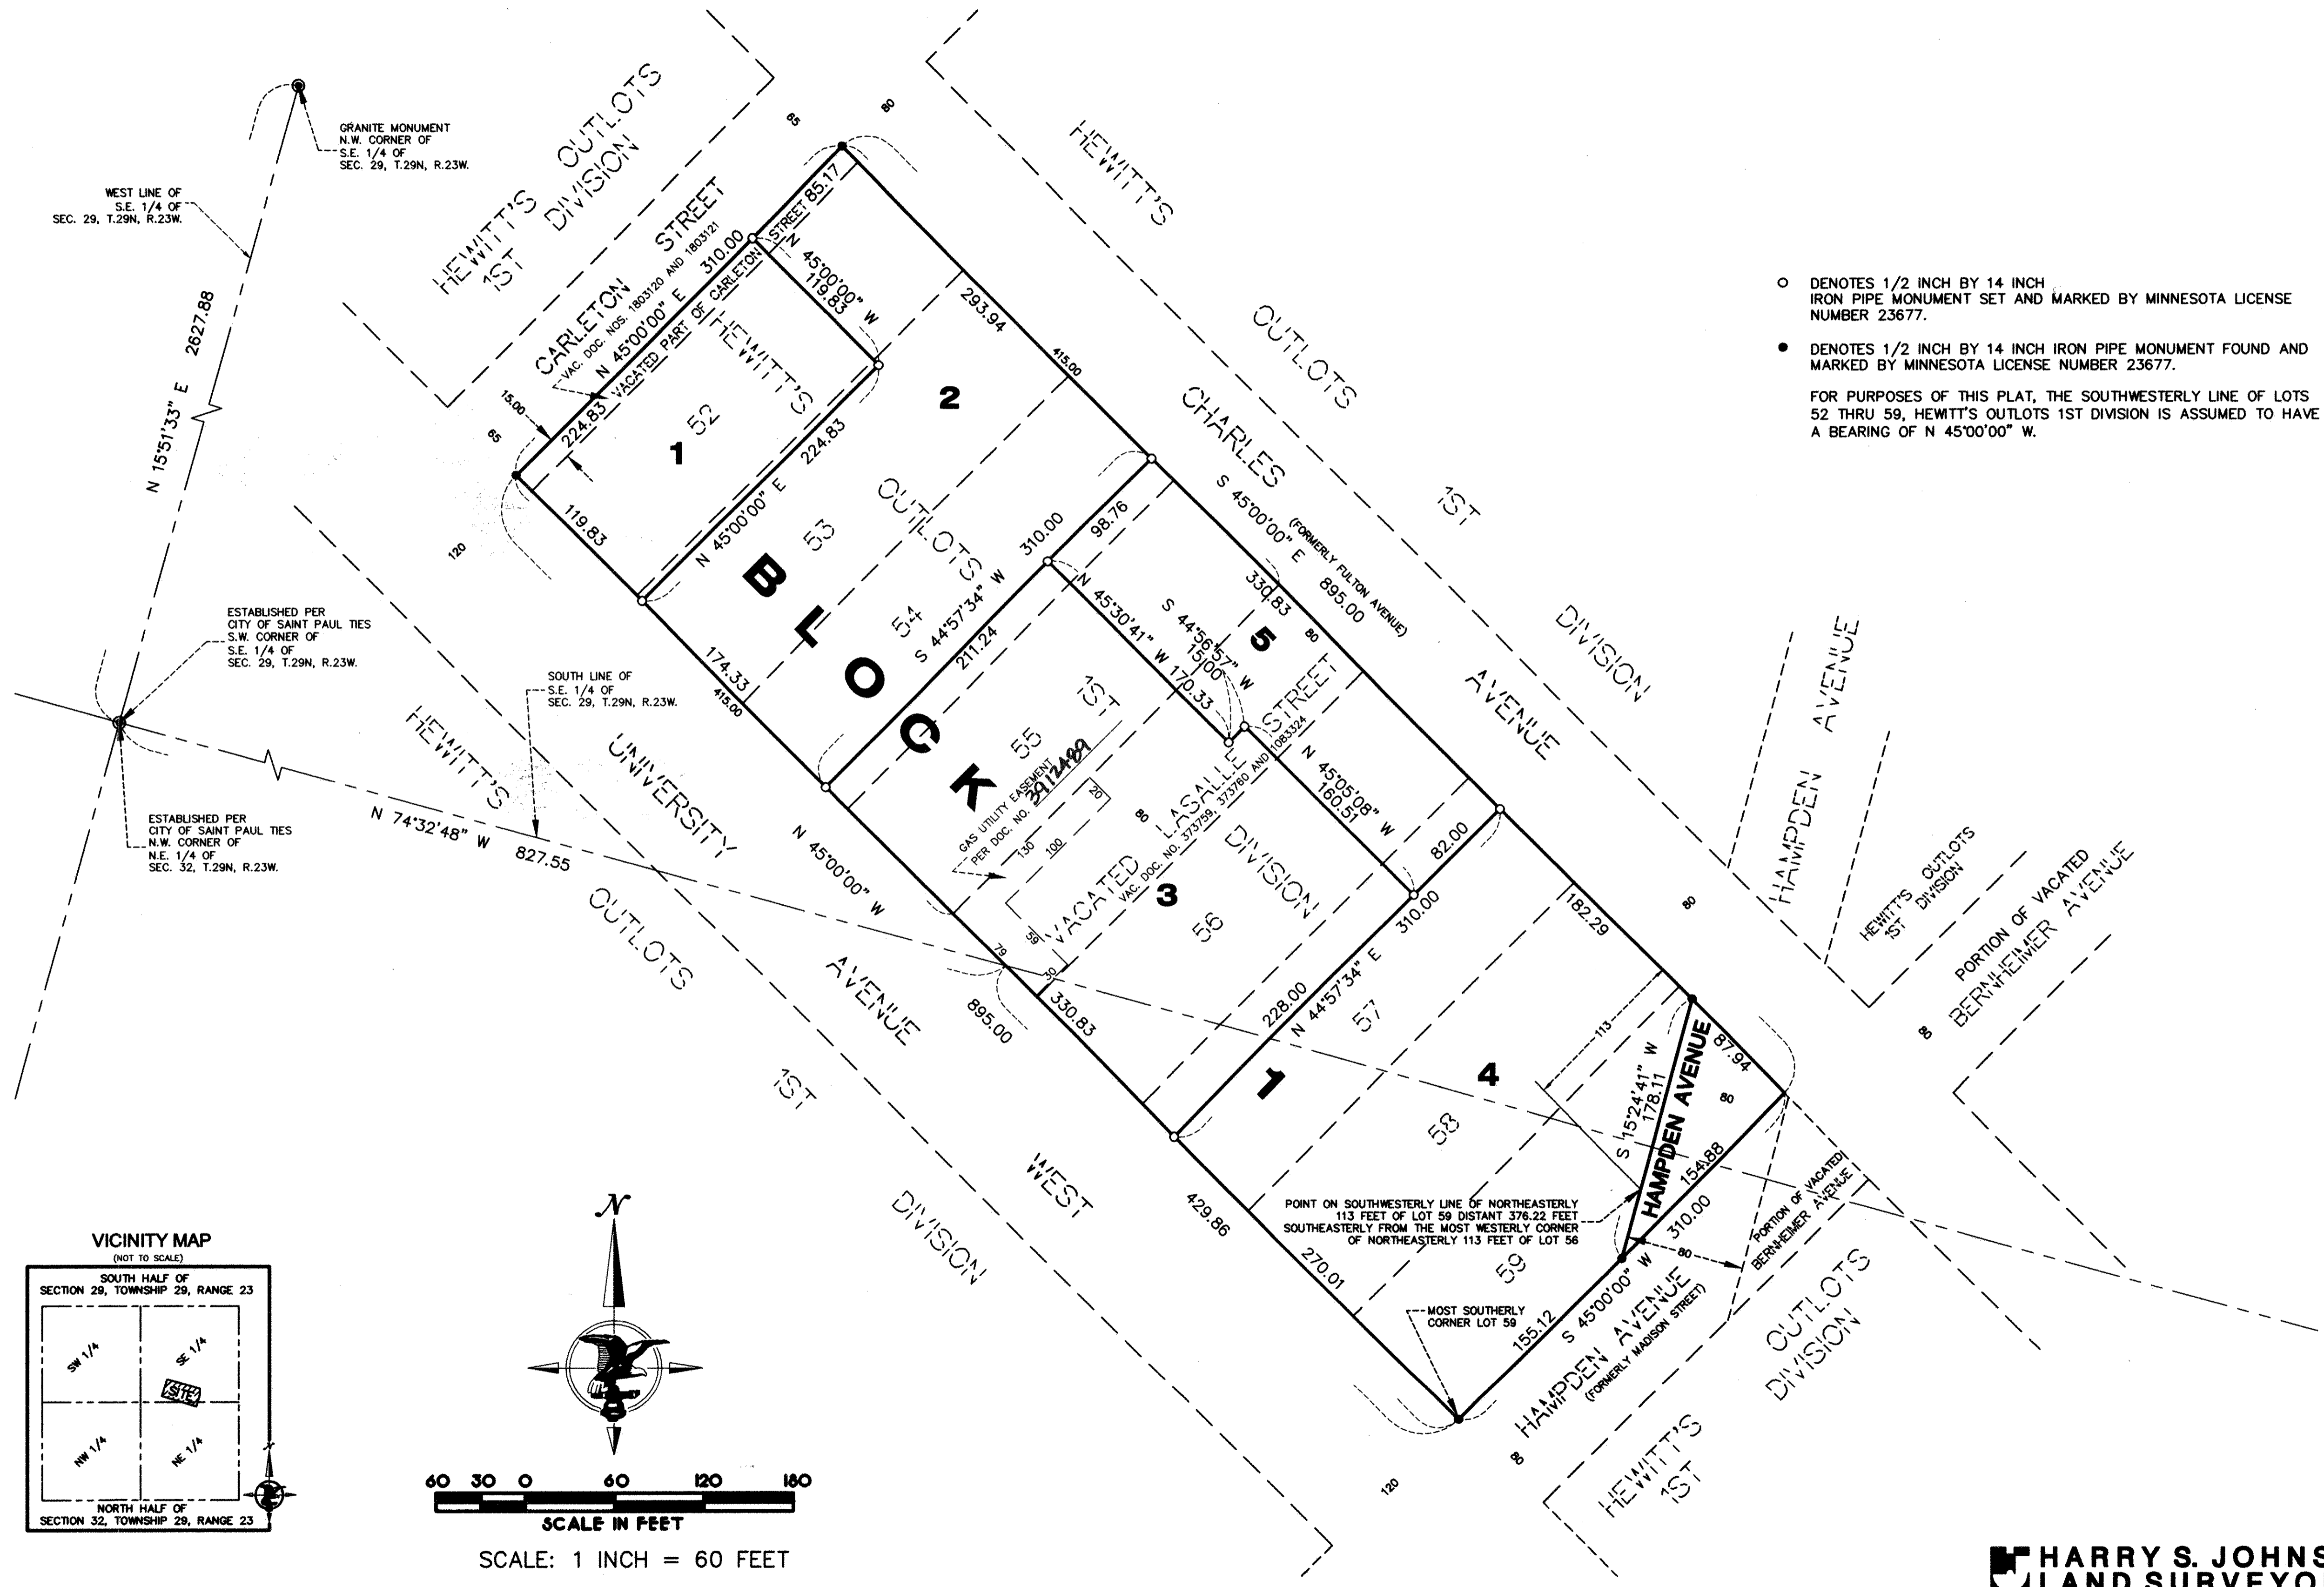 GRANITE MONUMENT
N.W. CORNER OF
S.E. 1/4 OF
SEC. 29, T.29N, R.23W.
WEST LINE OF
S.E. 1/4 OF
SEC. 29, T.29N, R.23W.
N 15°51'33" E 2627.88
ESTABLISHED PER
CITY OF SAINT PAUL TIES
S.W. CORNER OF
S.E. 1/4 OF
SEC. 29, T.29N, R.23W.
ESTABLISHED PER
CITY OF SAINT PAUL TIES
N.W. CORNER OF
N.E. 1/4 OF
SEC. 32, T.29N, R.23W.
SOUTH LINE OF
S.E. 1/4 OF
SEC. 29, T.29N, R.23W.
N 74°32'48" W 827.55
HEWITT'S OUTLOTS
1ST DIVISION
65
80
65
120
15.00
CARLETON STREET
VAC. DOC. NOS. 1803120 AND 1803121
N 45°00'00" E 310.00
224.83
VACATED PART OF CARLETON STREET
85.17
N 45°00'00" W
119.83
HEWITT'S
52
1
119.83
N 45°00'00" E 224.83
2
293.94
415.00
53
OUTLOTS
54
BLOCK
174.33
415.00
S 44°57'34" W 310.00
211.24
98.76
HEWITT'S
OUTLOTS
1ST
DIVISION
CHARLES
AVENUE
(FORMERLY FULTON AVENUE)
S 45°00'00" E 895.00
330.83
80
5
N 45°30'41" W 170.33
S 44°56'57" W
15.00
N 45°05'08" W
160.51
82.00
1ST
55
GAS UTILITY EASEMENT
PER DOC. NO. 3912489
130
100
20
80
59
79
30
VACATED LASALLE STREET
VAC. DOC. NO. 373759, 373760 AND 1083324
DIVISION
3
56
310.00
228.00
N 44°57'34" E
57
1
182.29
80
4
58
113
59
S 15°24'41" W
178.11
HAMPDEN AVENUE
87.94
80
154.88
310.00
S 45°00'00" W
155.12
80
POINT ON SOUTHWESTERLY LINE OF NORTHEASTERLY
113 FEET OF LOT 59 DISTANT 376.22 FEET
SOUTHEASTERLY FROM THE MOST WESTERLY CORNER
OF NORTHEASTERLY 113 FEET OF LOT 56
MOST SOUTHERLY
CORNER LOT 59
HAMPDEN AVENUE
(FORMERLY MADISON STREET)
PORTION OF VACATED
BERNHEIMER AVENUE
OUTLOTS
DIVISION
HEWITT'S
1ST
80
120
HAMPDEN AVENUE
HEWITT'S OUTLOTS
1ST DIVISION
PORTION OF VACATED
BERNHEIMER AVENUE
80
UNIVERSITY
AVENUE
WEST
N 45°00'00" W
895.00
330.83
429.86
270.01
HEWITT'S
OUTLOTS
1ST
DIVISION
DENOTES 1/2 INCH BY 14 INCH
IRON PIPE MONUMENT SET AND MARKED BY MINNESOTA LICENSE
NUMBER 23677.
DENOTES 1/2 INCH BY 14 INCH IRON PIPE MONUMENT FOUND AND
MARKED BY MINNESOTA LICENSE NUMBER 23677.
FOR PURPOSES OF THIS PLAT, THE SOUTHWESTERLY LINE OF LOTS
52 THRU 59, HEWITT'S OUTLOTS 1ST DIVISION IS ASSUMED TO HAVE
A BEARING OF N 45°00'00" W.
VICINITY MAP
(NOT TO SCALE)
SOUTH HALF OF
SECTION 29, TOWNSHIP 29, RANGE 23
SW 1/4
SE 1/4
SITE
NW 1/4
NE 1/4
NORTH HALF OF
SECTION 32, TOWNSHIP 29, RANGE 23
N
60 30 0 60 120 180
SCALE IN FEET
SCALE: 1 INCH = 60 FEET
HARRY S. JOHNS
LAND SURVEYO